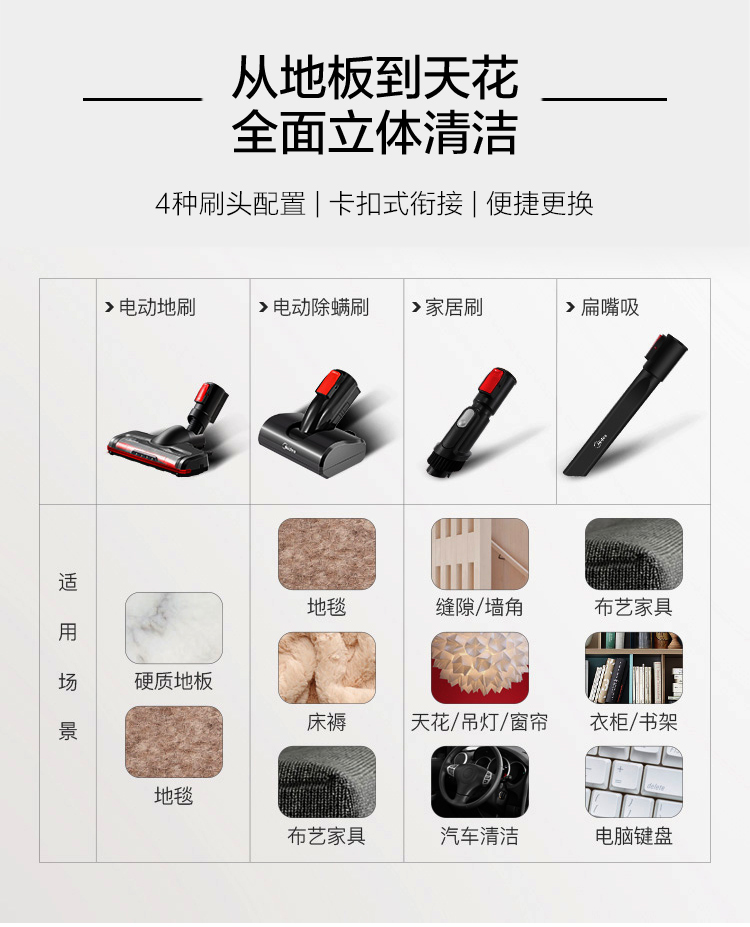 从地板到天花
全面立体清洁
4种刷头配置 | 卡扣式衔接 | 便捷更换
电动地刷
电动除螨刷
家居刷
扁嘴吸
Midea
Midea
适用场景
硬质地板
地毯
地毯
床褥
布艺家具
缝隙/墙角
布艺家具
天花/吊灯/窗帘
衣柜/书架
汽车清洁
电脑键盘
delete